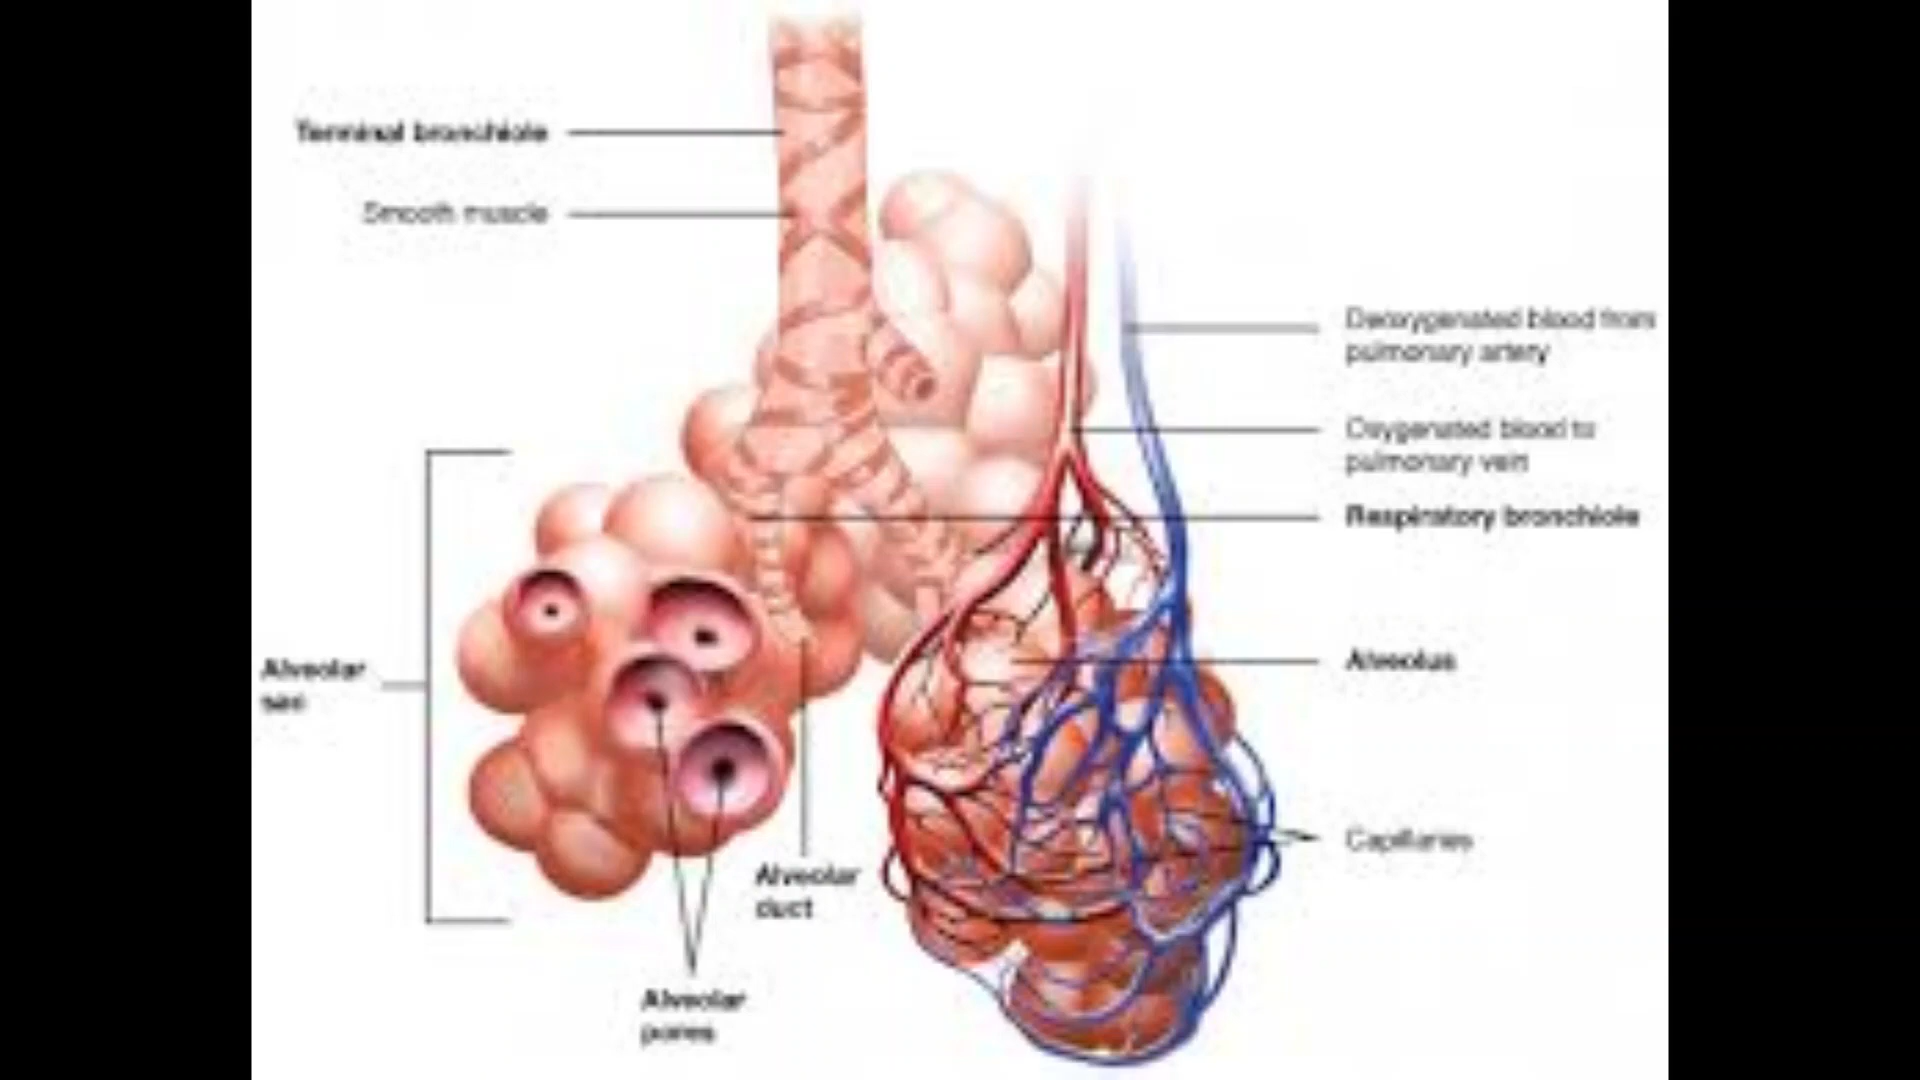 Terminal bronchiole
Smooth muscle
Deoxygenated blood from
pulmonary artery
Oxygenated blood to
pulmonary vein
Respiratory bronchiole
Alveolar
sac
Alveolus
Capillaries
Alveolar
duct
Alveolar
pores